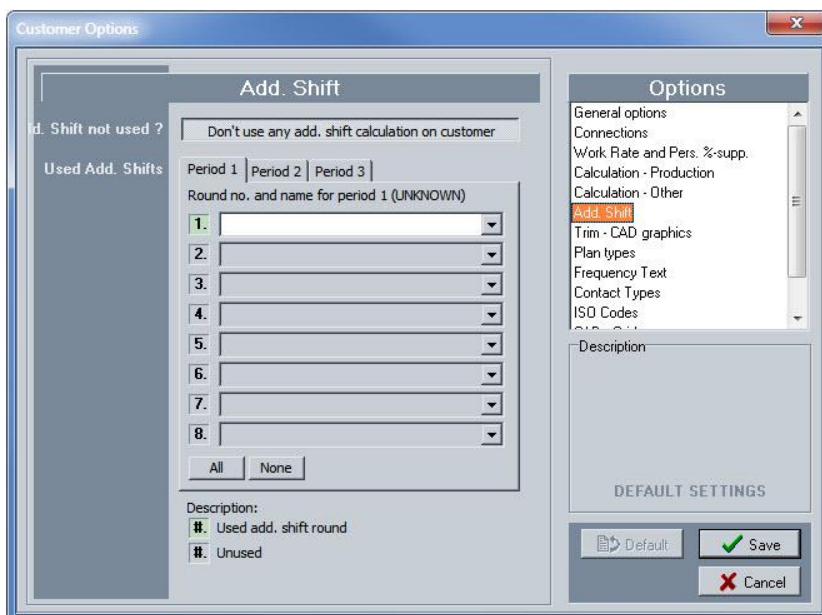 Customer Options
Add. Shift
d. Shift not used ?
Don't use any add. shift calculation on customer
Used Add. Shifts
Period 1
Period 2
Period 3
Round no. and name for period 1 (UNKNOWN)
1.
2.
3.
4.
5.
6.
7.
8.
All
None
Description:
#. Used add. shift round
#. Unused
Options
General options
Connections
Work Rate and Pers. %-supp.
Calculation - Production
Calculation - Other
Add. Shift
Trim - CAD graphics
Plan types
Frequency Text
Contact Types
ISO Codes
Description
DEFAULT SETTINGS
Default
Save
Cancel